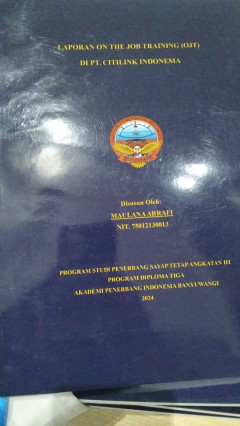 LAPORAN ON THE JOB TRAINING (OJT)
DI PT. CITILINK INDONESIA
Disusun Oleh:
MAULANA ARRAFI
NIT. 75012130013
PROGRAM STUDI PENERBANG SAYAP TETAP ANGKATAN III
PROGRAM DIPLOMA TIGA
AKADEMI PENERBANG INDONESIA BANYUWANGI
2024